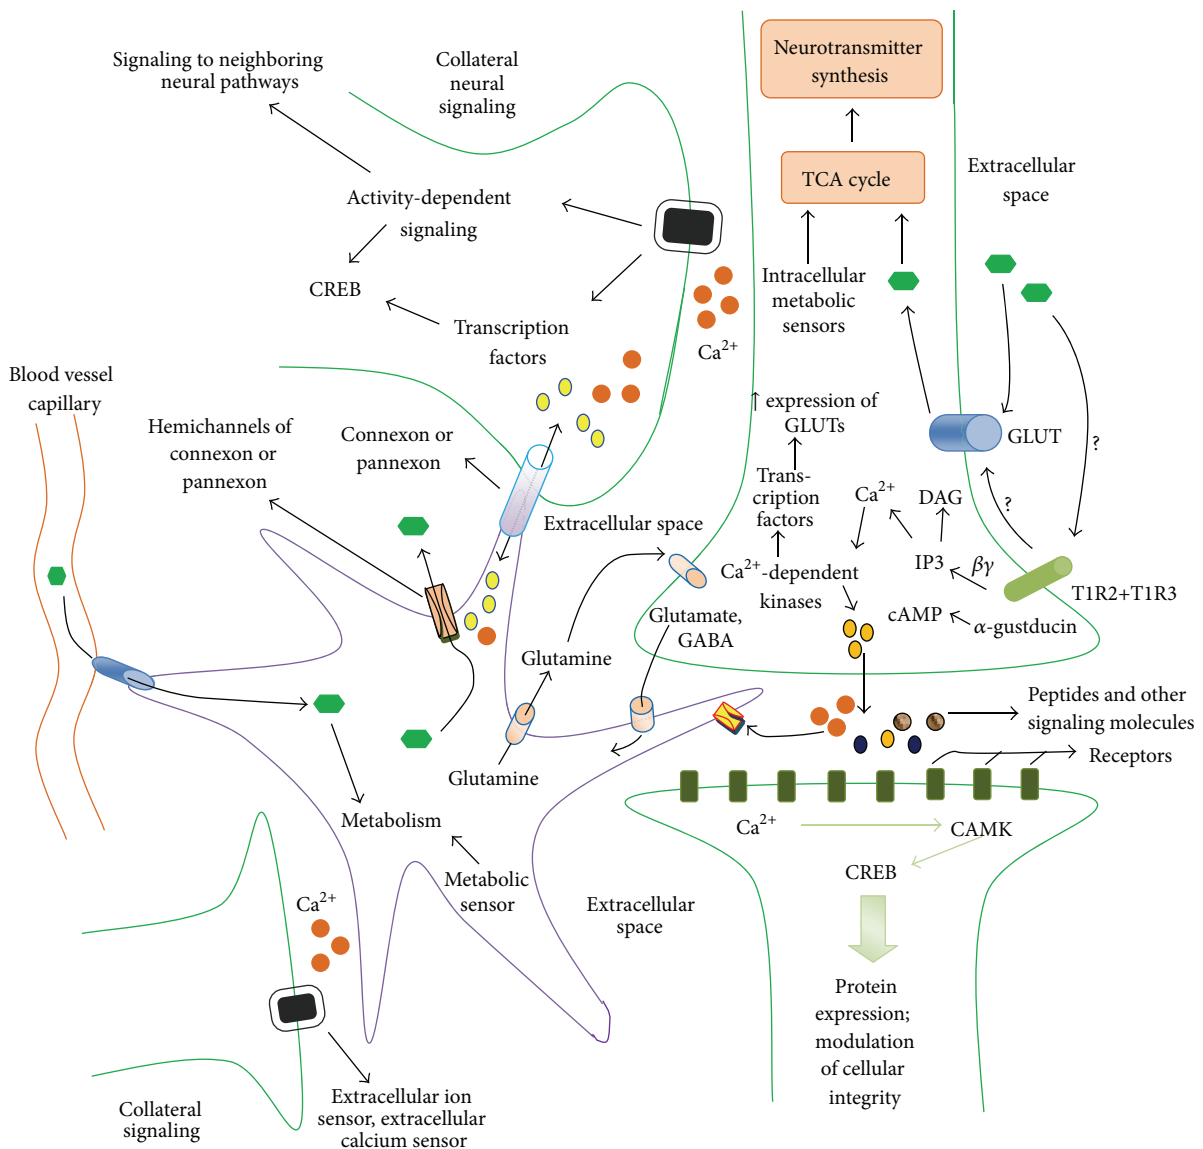 Signaling to neighboring
neural pathways
Collateral
neural
signaling
Neurotransmitter
synthesis
TCA cycle
Extracellular
space
Activity-dependent
signaling
CREB
Transcription
factors
Ca2+
Intracellular
metabolic
sensors
Blood vessel
capillary
Hemichannels of
connexon or
pannexon
Connexon or
pannexon
↑ expression of
GLUTs
GLUT
?
?
Trans-
cription
factors
Ca2+
DAG
Extracellular space
IP3
βγ
Ca2+-dependent
kinases
T1R2+T1R3
cAMP
α-gustducin
Glutamate,
GABA
Glutamine
Glutamine
Peptides and other
signaling molecules
Receptors
Metabolism
Metabolic
sensor
Ca2+
CAMK
CREB
Extracellular
space
Ca2+
Protein
expression;
modulation
of cellular
integrity
Collateral
signaling
Extracellular ion
sensor, extracellular
calcium sensor